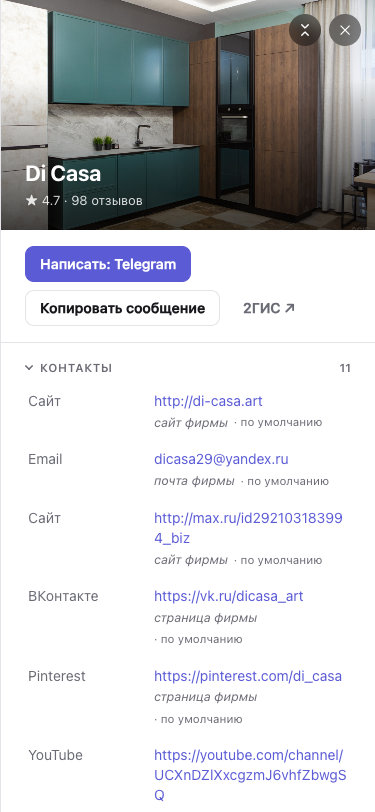 Di Casa
★ 4.7 · 98 отзывов
Написать: Telegram
Копировать сообщение
2ГИС ↗
КОНТАКТЫ 11
Сайт http://di-casa.art
сайт фирмы · по умолчанию
Email dicasa29@yandex.ru
почта фирмы · по умолчанию
Сайт http://max.ru/id29210318399
4_biz
сайт фирмы · по умолчанию
ВКонтакте https://vk.ru/dicasa_art
страница фирмы
· по умолчанию
Pinterest https://pinterest.com/di_casa
страница фирмы
· по умолчанию
YouTube https://youtube.com/channel/
UCXnDZIXxcgzmJ6vhfZbwgS
Q